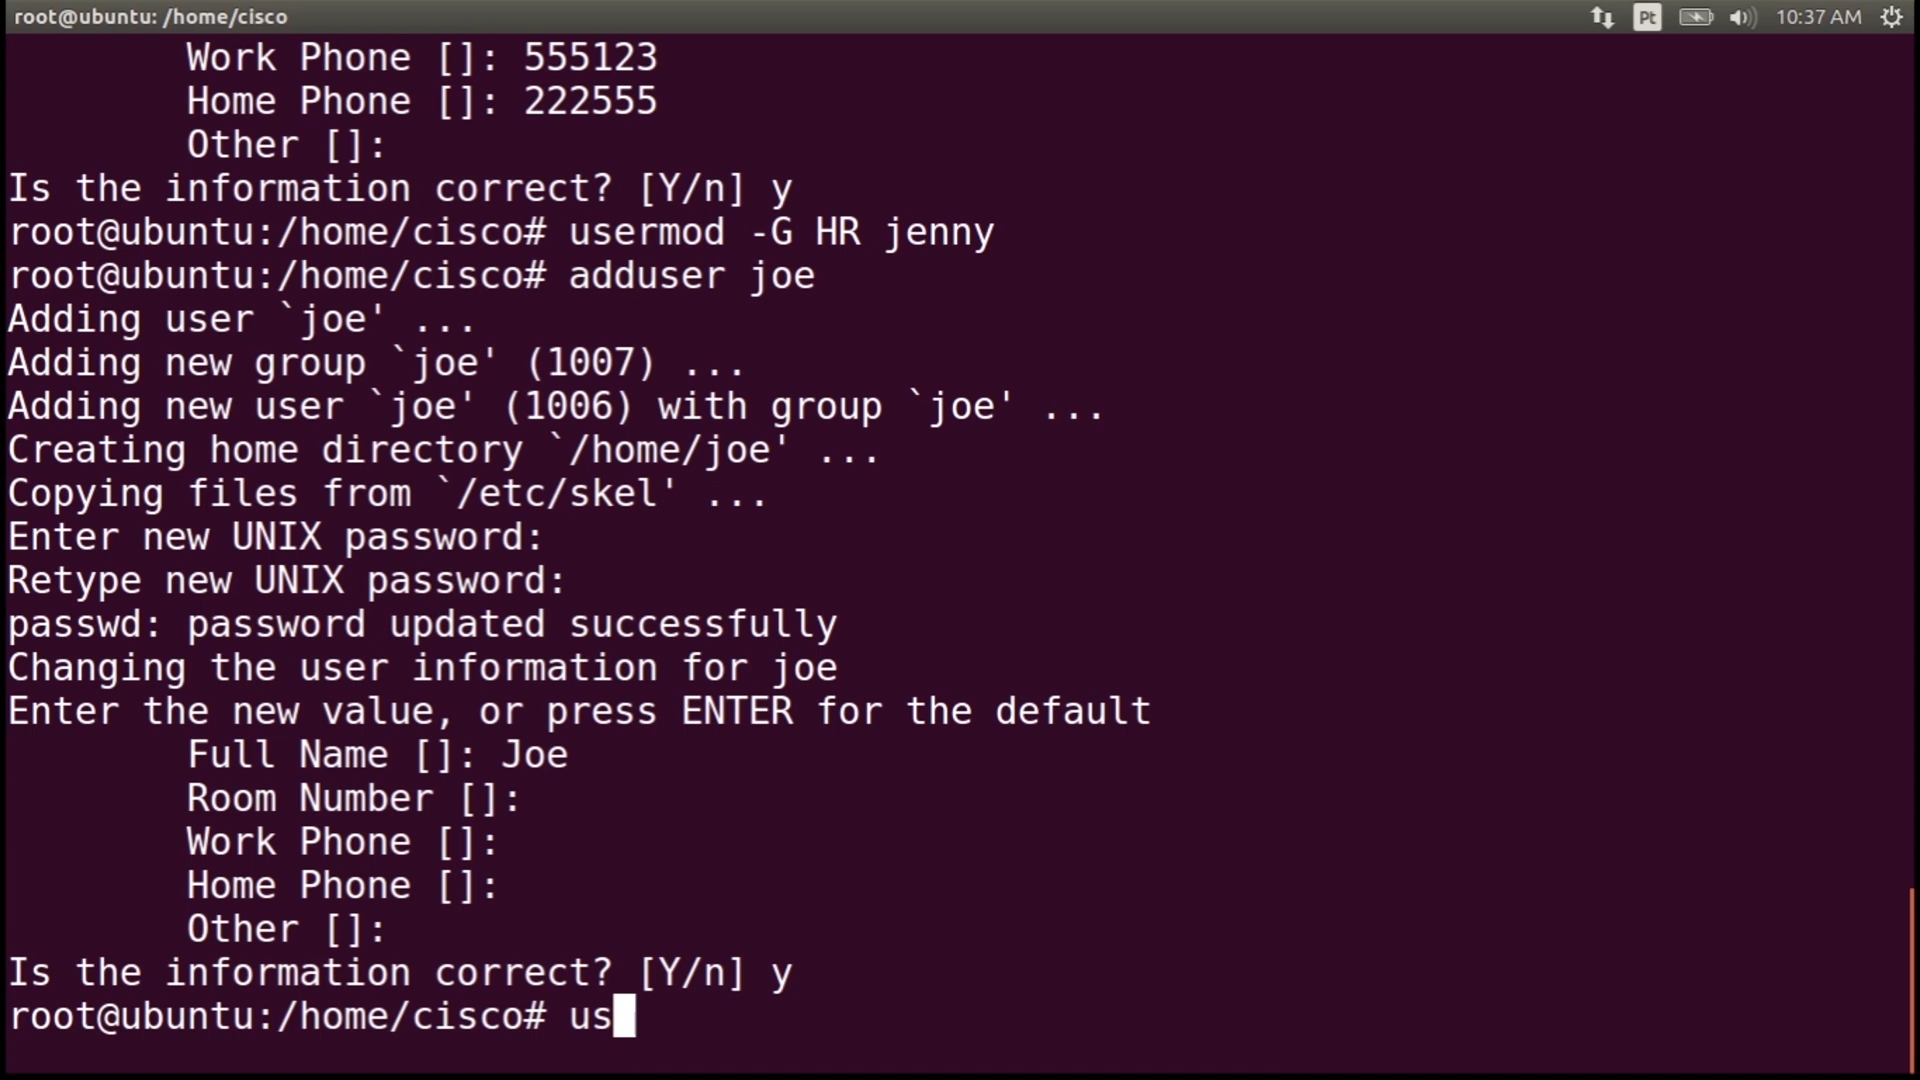 root@ubuntu: /home/cisco
Pt
10:37 AM
Work Phone []: 555123
Home Phone []: 222555
Other []:
Is the information correct? [Y/n] y
root@ubuntu:/home/cisco# usermod -G HR jenny
root@ubuntu:/home/cisco# adduser joe
Adding user `joe' ...
Adding new group `joe' (1007) ...
Adding new user `joe' (1006) with group `joe' ...
Creating home directory `/home/joe' ...
Copying files from `/etc/skel' ...
Enter new UNIX password:
Retype new UNIX password:
passwd: password updated successfully
Changing the user information for joe
Enter the new value, or press ENTER for the default
Full Name []: Joe
Room Number []:
Work Phone []:
Home Phone []:
Other []:
Is the information correct? [Y/n] y
root@ubuntu:/home/cisco# us